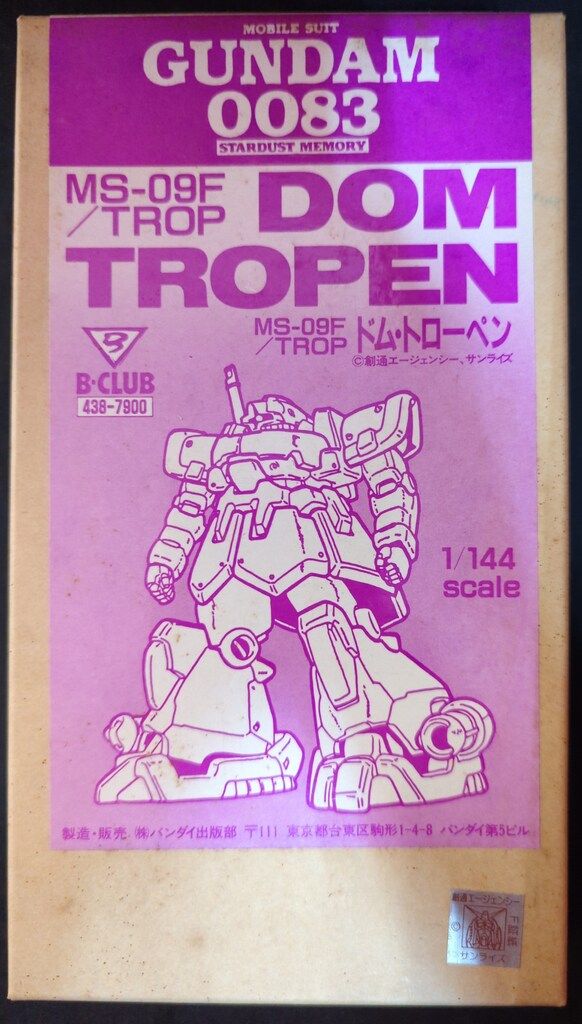 MOBILE SUIT
GUNDAM
0083
STARDUST MEMORY
MS-09F
/TROP
DOM
TROPEN
MS-09F
/TROP
ドム・トローペン
©創通エージェンシー、サンライズ
B
B-CLUB
438-7900
1/144
scale
製造・販売 ㈱バンダイ出版部 〒111 東京都台東区駒形1-4-8 バンダイ第5ビル
創通エージェンシー
©
サンライズ